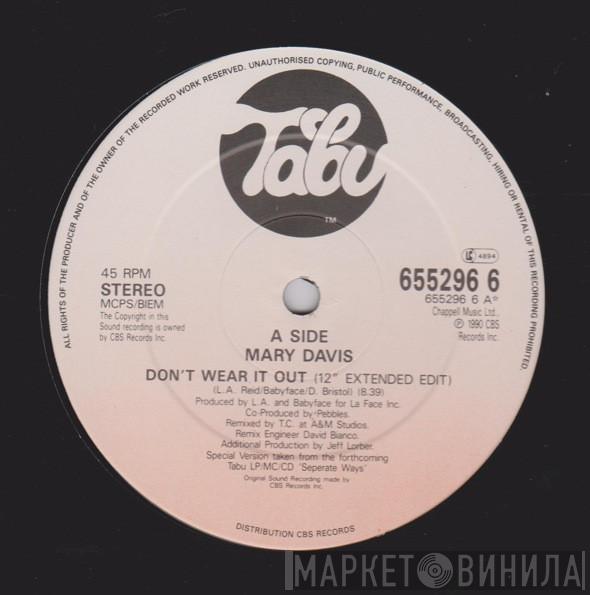 ALL RIGHTS OF THE PRODUCER AND OF THE OWNER OF THE RECORDED WORK RESERVED. UNAUTHORISED COPYING, PUBLIC PERFORMANCE, BROADCASTING, HIRING OR RENTAL OF THIS RECORDING PROHIBITED.
Tabu
TM
LC 4894
45 RPM
STEREO
MCPS/BIEM
The Copyright in this
Sound recording is owned
by CBS Records Inc.
655296 6
655296 6 A*
Chappell Music Ltd.,
℗ 1990 CBS
Records Inc.
A SIDE
MARY DAVIS
DON'T WEAR IT OUT (12" EXTENDED EDIT)
(L.A. Reid/Babyface/D. Bristol) (8.39)
Produced by L.A. and Babyface for La Face Inc.
Co-Produced by Pebbles.
Remixed by T.C. at A&M Studios.
Remix Engineer David Bianco.
Additional Production by Jeff Lorber.
Special Version taken from the forthcoming
Tabu LP/MC/CD 'Seperate Ways'
Original Sound Recording made by
CBS Records Inc.
DISTRIBUTION CBS RECORDS
МАРКЕТ ВИНИЛА